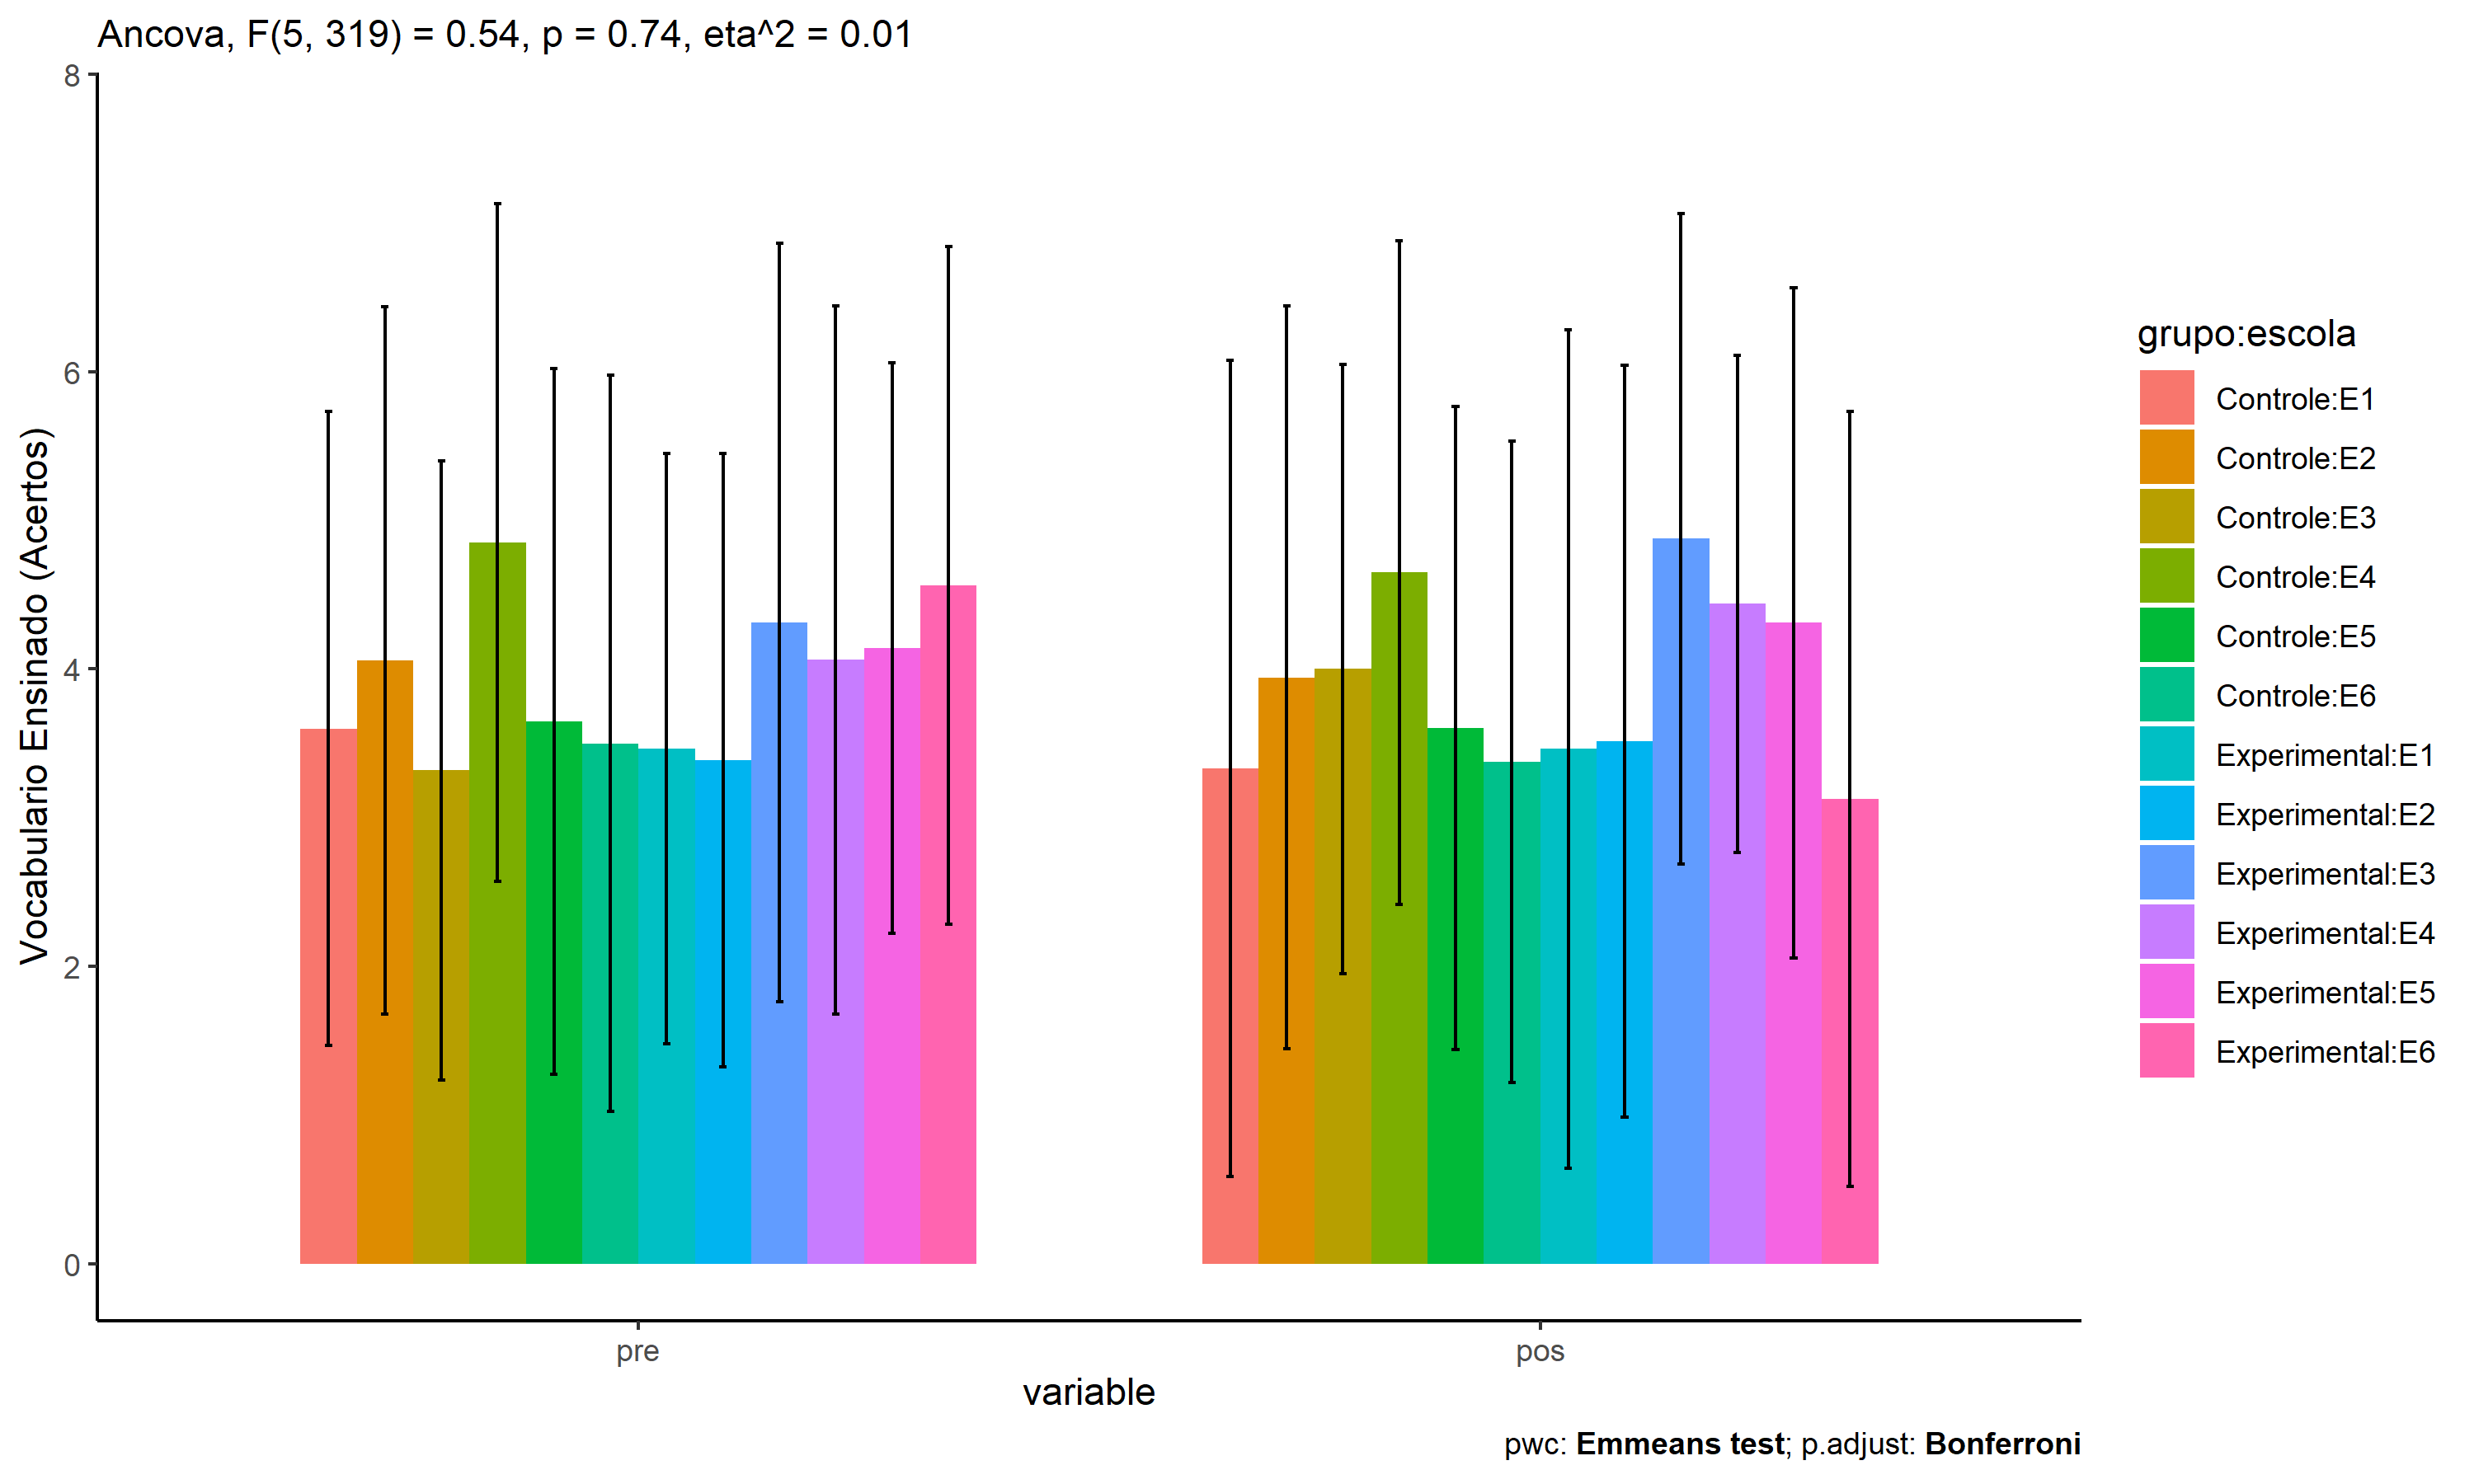 Ancova, F(5, 319) = 0.54, p = 0.74, eta^2 = 0.01
8
6
4
2
0
Vocabulario Ensinado (Acertos)
pre
pos
variable
pwc: Emmeans test; p.adjust: Bonferroni
grupo:escola
Controle:E1
Controle:E2
Controle:E3
Controle:E4
Controle:E5
Controle:E6
Experimental:E1
Experimental:E2
Experimental:E3
Experimental:E4
Experimental:E5
Experimental:E6